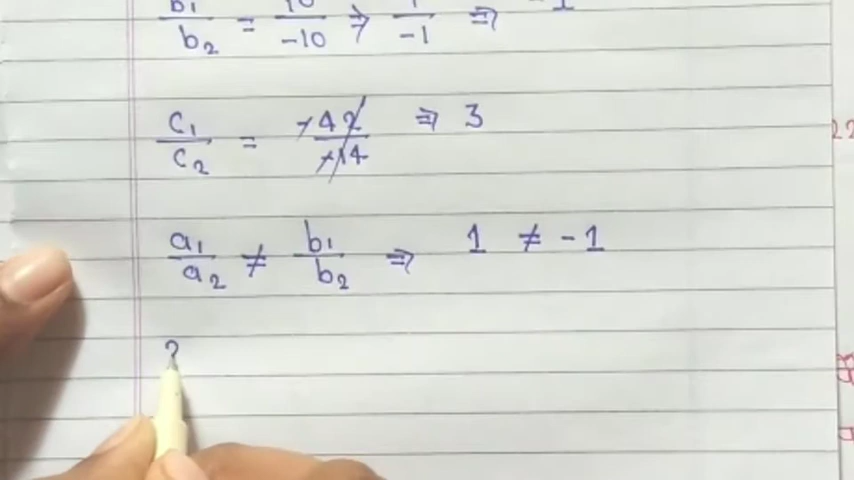 b₁/b₂ = 10/-10 ⇒ 1/-1 ⇒ -1
c₁/c₂ = -42/-14 ⇒ 3
a₁/a₂ ≠ b₁/b₂ ⇒ 1 ≠ -1